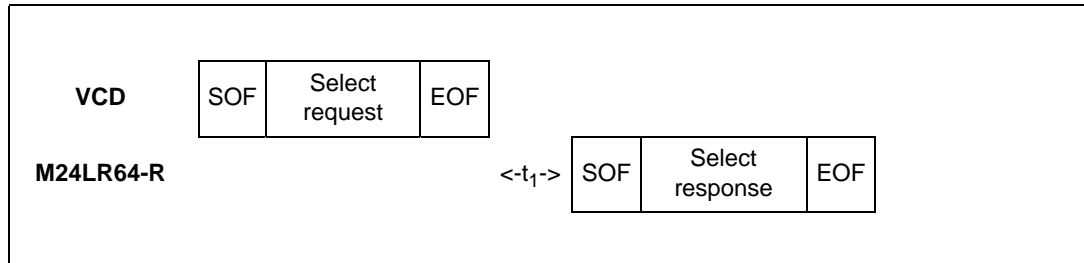 VCD SOF Select request EOF
M24LR64-R <-t₁-> SOF Select response EOF